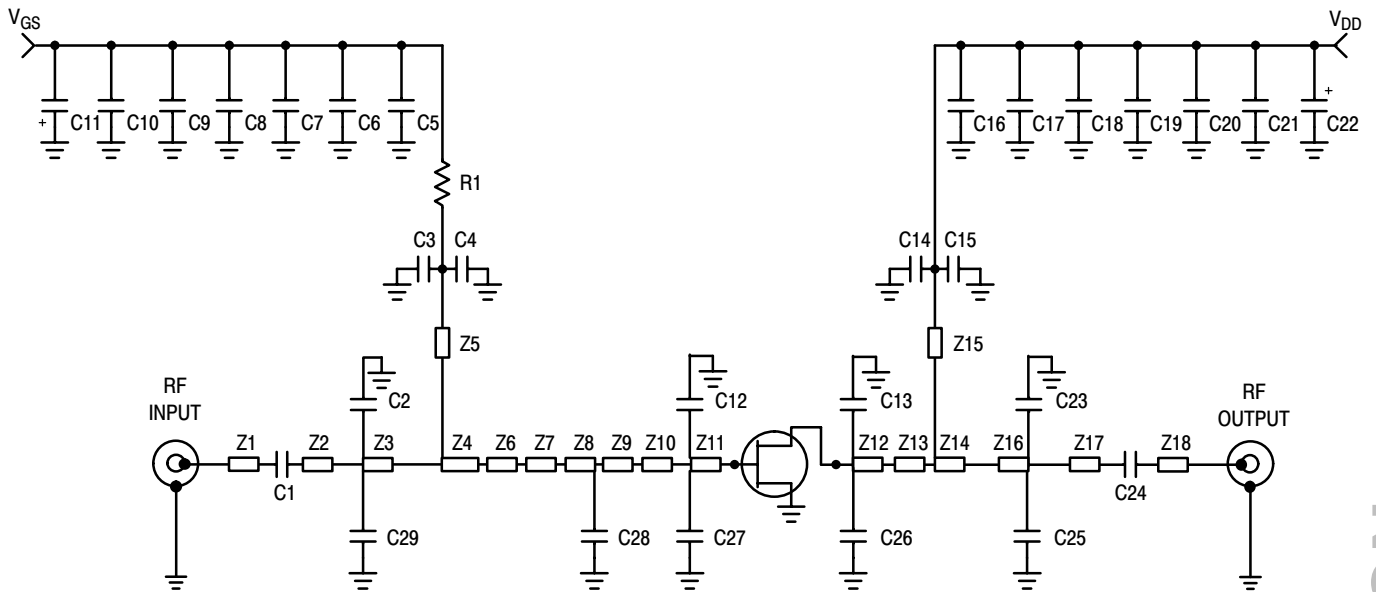 VGS
VDD
C11 C10 C9 C8 C7 C6 C5
+
C16 C17 C18 C19 C20 C21 C22
+
R1
C3 C4
C14 C15
Z5
Z15
RF
INPUT
C2
C12
C13
C23
RF
OUTPUT
Z1 Z2 Z3 Z4 Z6 Z7 Z8 Z9 Z10 Z11 Z12 Z13 Z14 Z16 Z17 Z18
C1
C24
C29
C28
C27
C26
C25